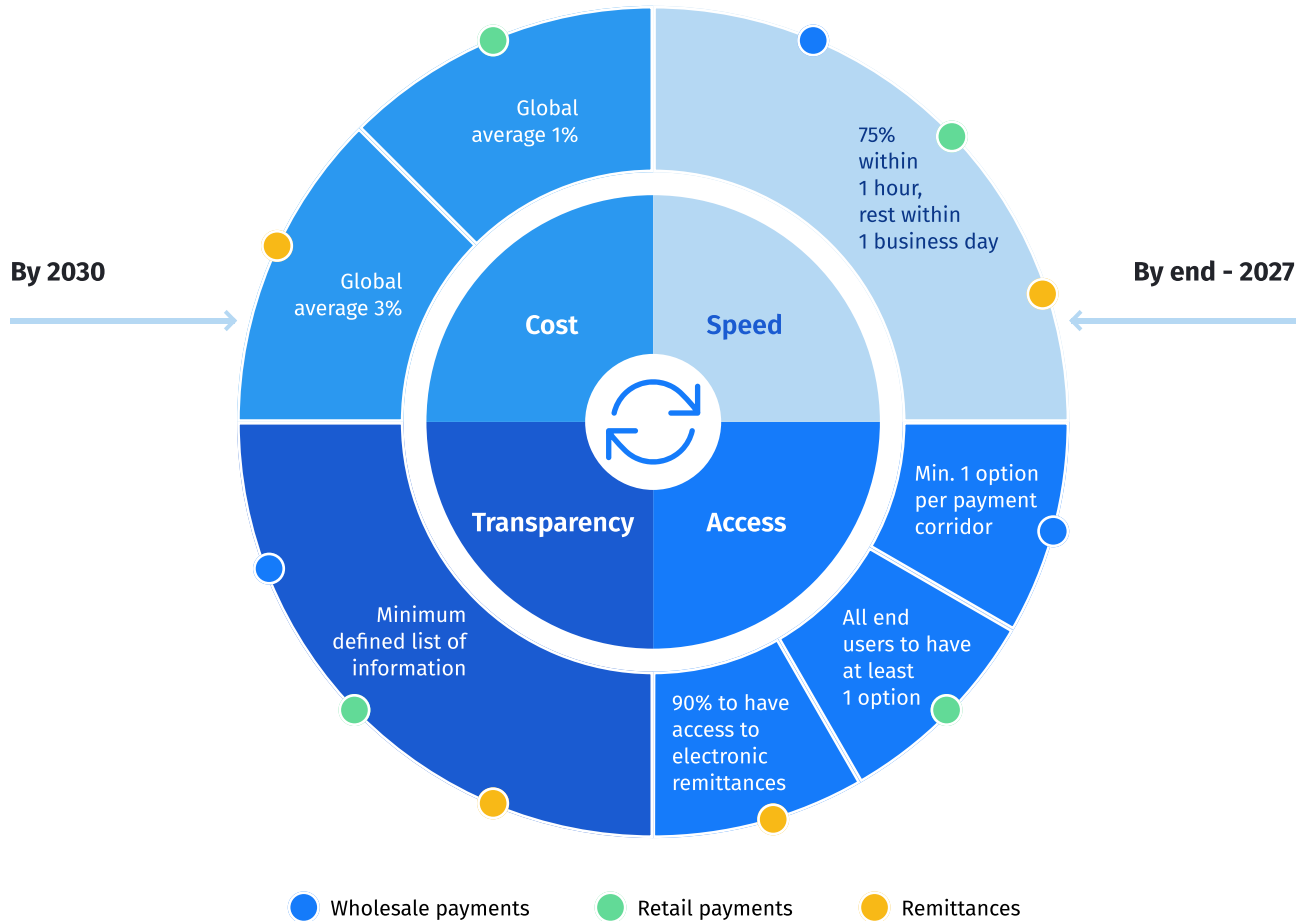 Global
average 1%
75%
within
1 hour,
rest within
1 business day
By 2030
Global
average 3%
By end - 2027
Cost
Speed
Transparency
Access
Min. 1 option
per payment
corridor
Minimum
defined list of
information
All end
users to have
at least
1 option
90% to have
access to
electronic
remittances
Wholesale payments
Retail payments
Remittances